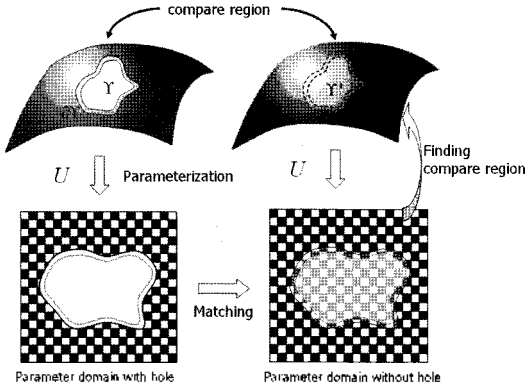 compare region
Υ
Υ'
U
Parameterization
U
Finding
compare region
Matching
Parameter domain with hole
Parameter domain without hole